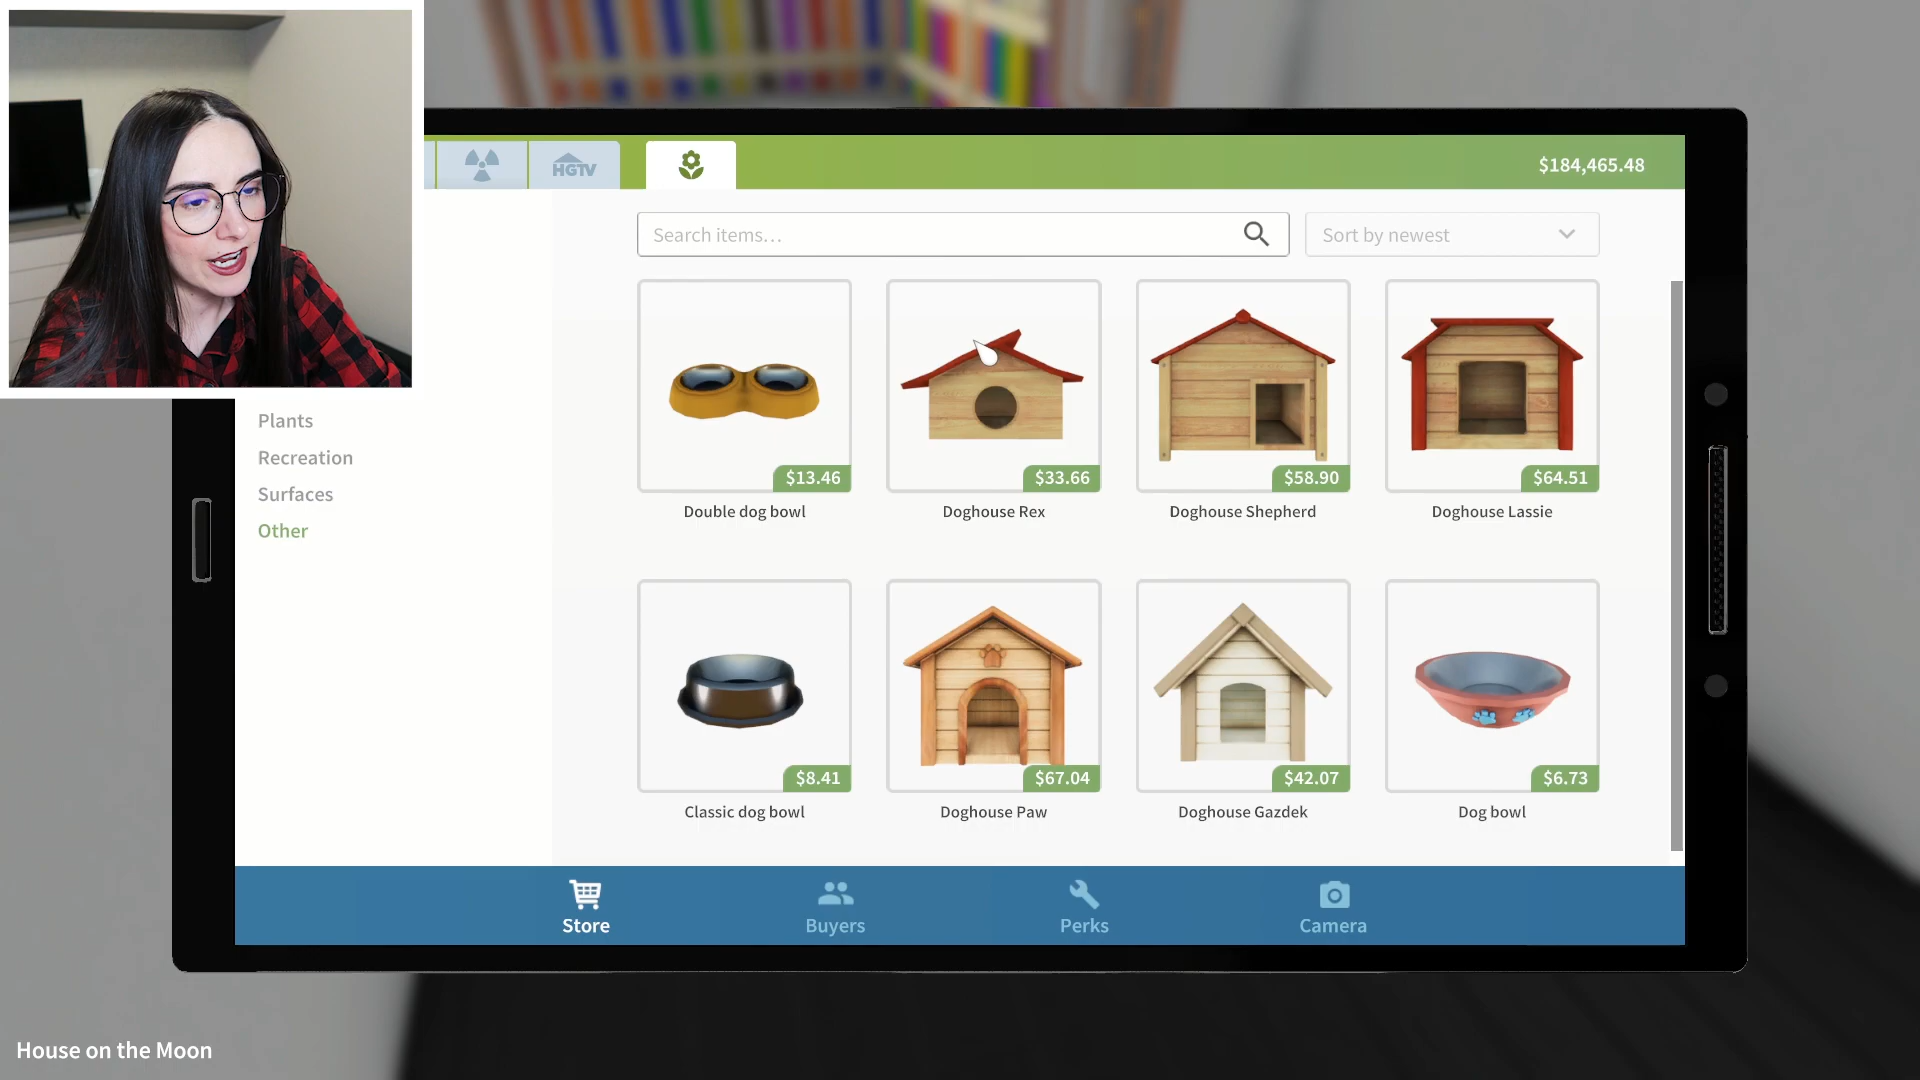 HGTV
$184,465.48
Search items...
Sort by newest
Plants
Recreation
Surfaces
Other
$13.46
$33.66
$58.90
$64.51
Double dog bowl
Doghouse Rex
Doghouse Shepherd
Doghouse Lassie
$8.41
$67.04
$42.07
$6.73
Classic dog bowl
Doghouse Paw
Doghouse Gazdek
Dog bowl
Store
Buyers
Perks
Camera
House on the Moon